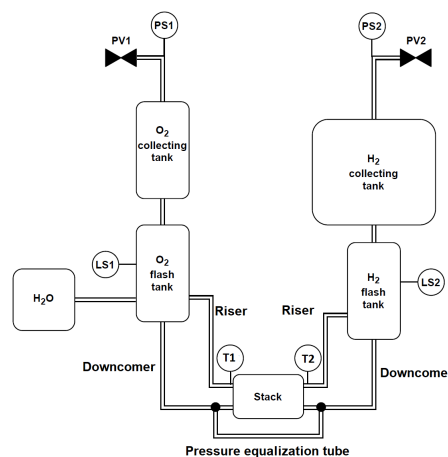 PS1
PS2
PV1
PV2
O2
collecting
tank
H2
collecting
tank
O2
flash
tank
H2
flash
tank
LS1
LS2
H2O
Riser
Riser
T1
T2
Downcomer
Downcome
Stack
Pressure equalization tube